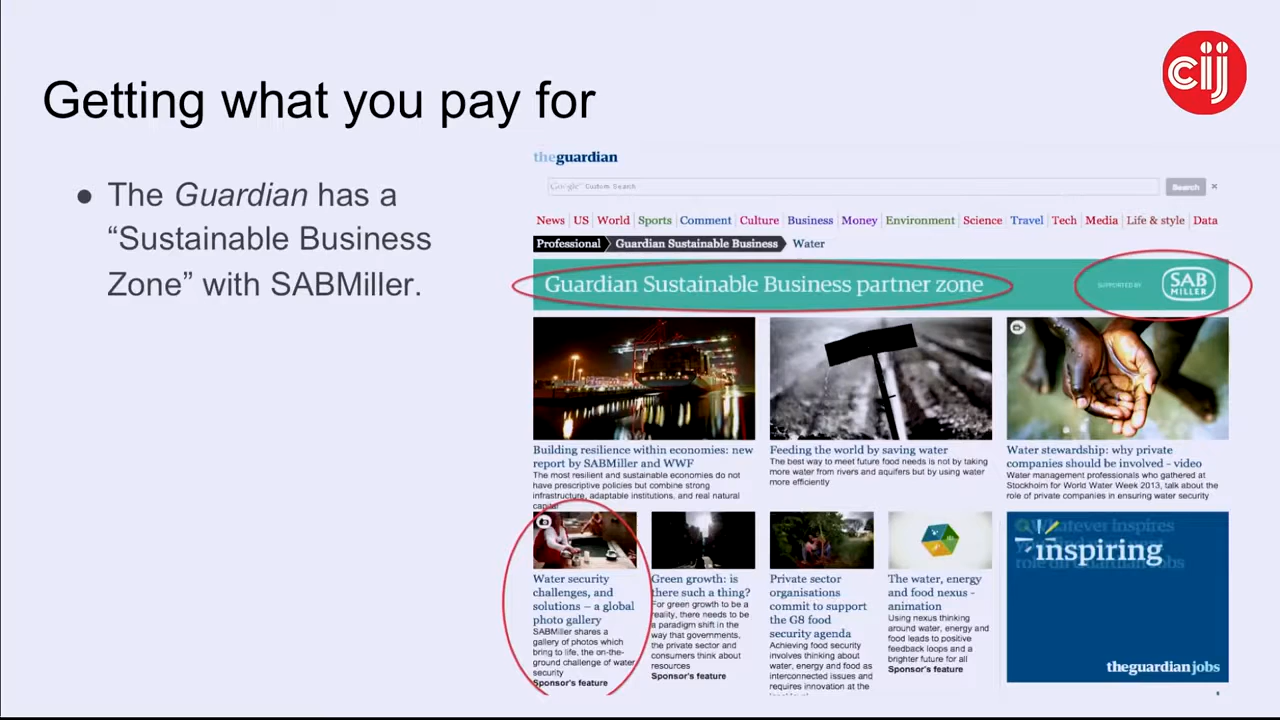 cij
Getting what you pay for
● The Guardian has a
“Sustainable Business
Zone” with SABMiller.
theguardian
Google Custom Search
Search ×
News US World Sports Comment Culture Business Money Environment Science Travel Tech Media Life & style Data
Professional Guardian Sustainable Business Water
Guardian Sustainable Business partner zone
SUPPORTED BY
SAB
MILLER
Building resilience within economies: new
report by SABMiller and WWF
The most resilient and sustainable economies do not
have prescriptive policies but combine strong
infrastructure, adaptable institutions, and real natural
capital
Feeding the world by saving water
The best way to meet future food needs is not by taking
more water from rivers and aquifers but by using water
more efficiently
Water stewardship: why private
companies should be involved - video
Water management professionals who gathered at
Stockholm for World Water Week 2013, talk about the
role of private companies in ensuring water security
Water security
challenges, and
solutions – a global
photo gallery
SABMiller shares a
gallery of photos which
bring to life, the on-the-
ground challenge of water
security
Sponsor's feature
Green growth: is
there such a thing?
For green growth to be a
reality, there needs to be
a paradigm shift in the
way that governments,
the private sector and
consumers think about
resources
Sponsor's feature
Private sector
organisations
commit to support
the G8 food
security agenda
Achieving food security
involves thinking about
water, energy and food as
interconnected issues and
requires innovation at the
The water, energy
and food nexus -
animation
Using nexus thinking
around water, energy and
food leads to positive
feedback loops and a
brighter future for all
Sponsor's feature
Whatever inspires
inspiring
role on Guardian Jobs
theguardianjobs